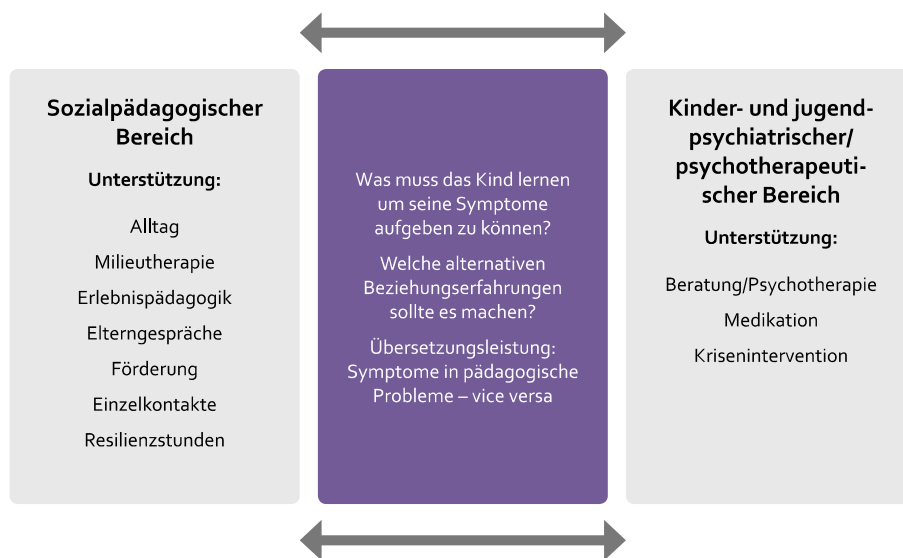 Sozialpädagogischer
Bereich
Unterstützung:
Alltag
Milieutherapie
Erlebnispädagogik
Elterngespräche
Förderung
Einzelkontakte
Resilienzstunden
Was muss das Kind lernen
um seine Symptome
aufgeben zu können?
Welche alternativen
Beziehungserfahrungen
sollte es machen?
Übersetzungsleistung:
Symptome in pädagogische
Probleme – vice versa
Kinder- und jugend-
psychiatrischer/
psychotherapeuti-
scher Bereich
Unterstützung:
Beratung/Psychotherapie
Medikation
Krisenintervention